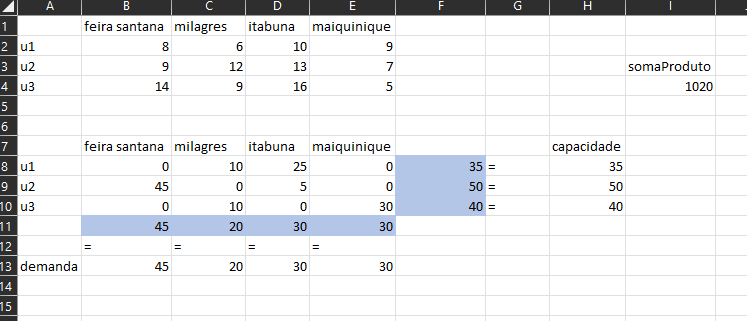 A B C D E F G H I
1 feira santana milagres itabuna maiquinique
2 u1 8 6 10 9
3 u2 9 12 13 7 somaProduto
4 u3 14 9 16 5 1020
5
6
7 feira santana milagres itabuna maiquinique capacidade
8 u1 0 10 25 0 35 = 35
9 u2 45 0 5 0 50 = 50
10 u3 0 10 0 30 40 = 40
11 45 20 30 30
12 = = = =
13 demanda 45 20 30 30
14
15